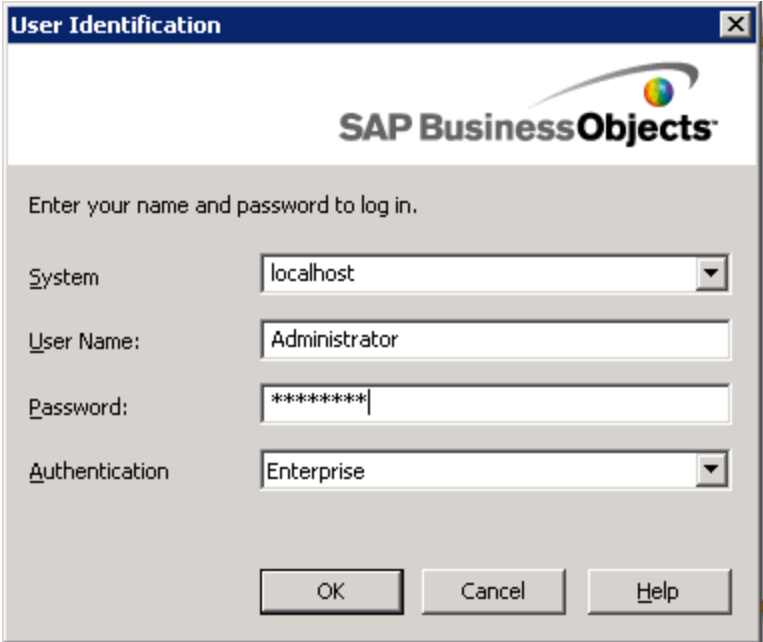 User Identification
SAP BusinessObjects™
Enter your name and password to log in.
System
localhost
User Name:
Administrator
Password:
********
Authentication
Enterprise
OK
Cancel
Help